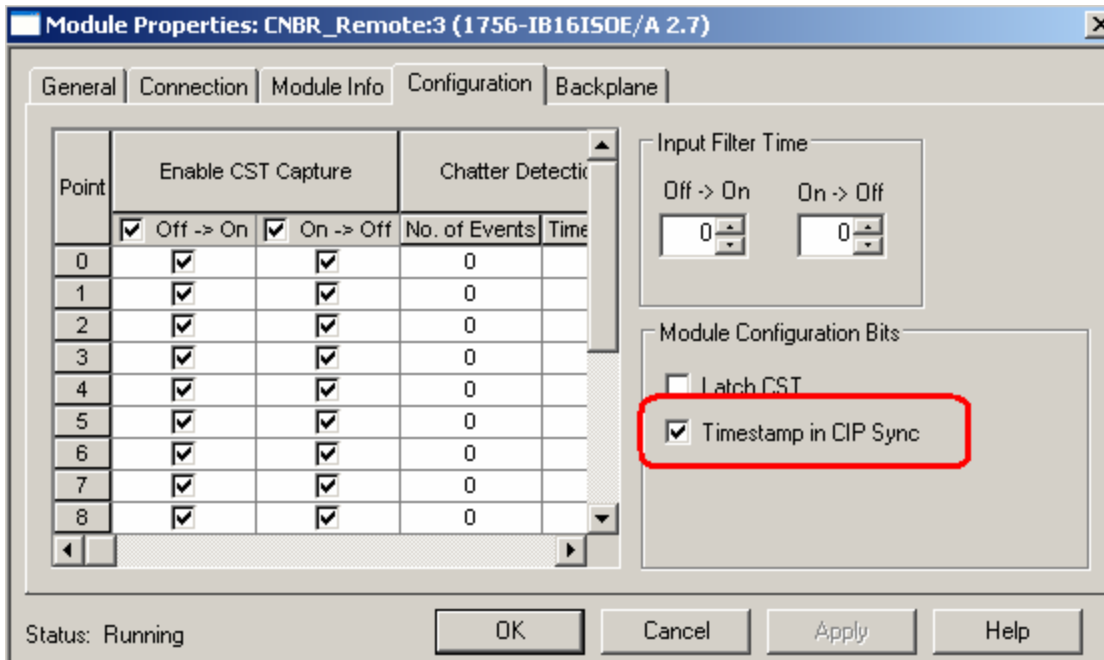 Module Properties: CNBR_Remote:3 (1756-IB16ISOE/A 2.7)
General Connection Module Info Configuration Backplane
Point Enable CST Capture Chatter
Off -> On On -> Off No. of Events Time
0 0
1 0
2 0
3 0
4 0
5 0
6 0
7 0
8 0
Input Filter Time
Off -> On On -> Off
0 0
Module Configuration Bits
Latch CST
Timestamp in CIP Sync
Status: Running
OK Cancel Apply Help